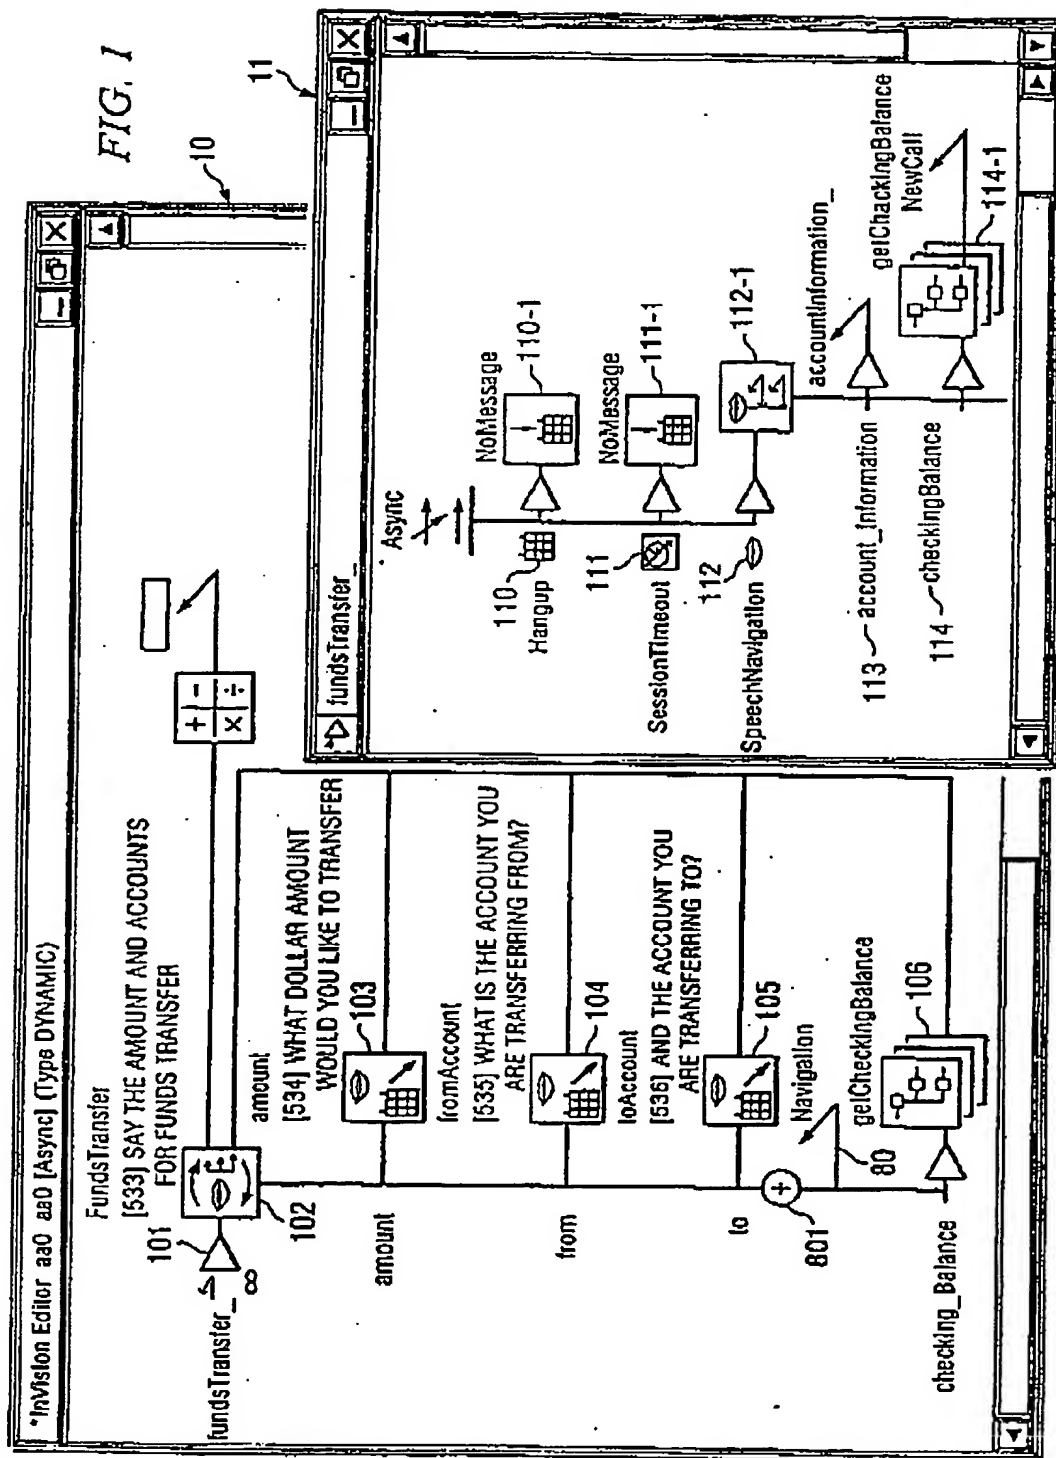 FIG. 1
10
*InVision Editor aa0 aa0 [Async] (Type DYNAMIC)
FundsTransfer
[533] SAY THE AMOUNT AND ACCOUNTS
FOR FUNDS TRANSFER
101
fundsTransfer_
8
102
+ −
× ÷
amount
[534] WHAT DOLLAR AMOUNT
WOULD YOU LIKE TO TRANSFER
103
amount
fromAccount
[535] WHAT IS THE ACCOUNT YOU
ARE TRANSFERRING FROM?
104
from
toAccount
[536] AND THE ACCOUNT YOU
ARE TRANSFERRING TO?
105
to
Navigation
80
801
getCheckingBalance
106
checking_Balance
11
fundsTransfer_
Async
NoMessage
110-1
110
Hangup
NoMessage
111-1
111
SessionTimeout
112-1
112
SpeechNavigation
accountInformation_
113
account_Information
getChackingBalance
NewCall
114-1
114
checkingBalance